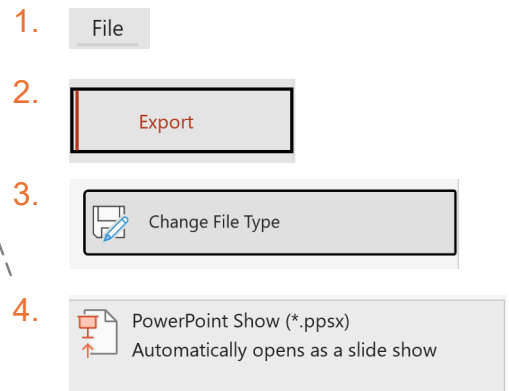 1. File
2. Export
3. Change File Type
4. PowerPoint Show (*.ppsx)
Automatically opens as a slide show